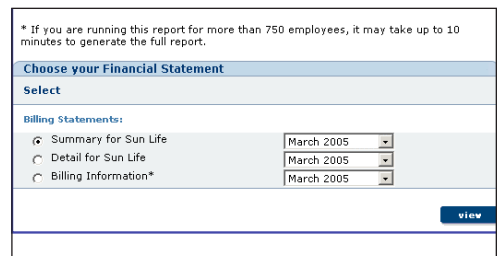 * If you are running this report for more than 750 employees, it may take up to 10
minutes to generate the full report.
Choose your Financial Statement
Select
Billing Statements:
Summary for Sun Life March 2005
Detail for Sun Life March 2005
Billing Information* March 2005
view